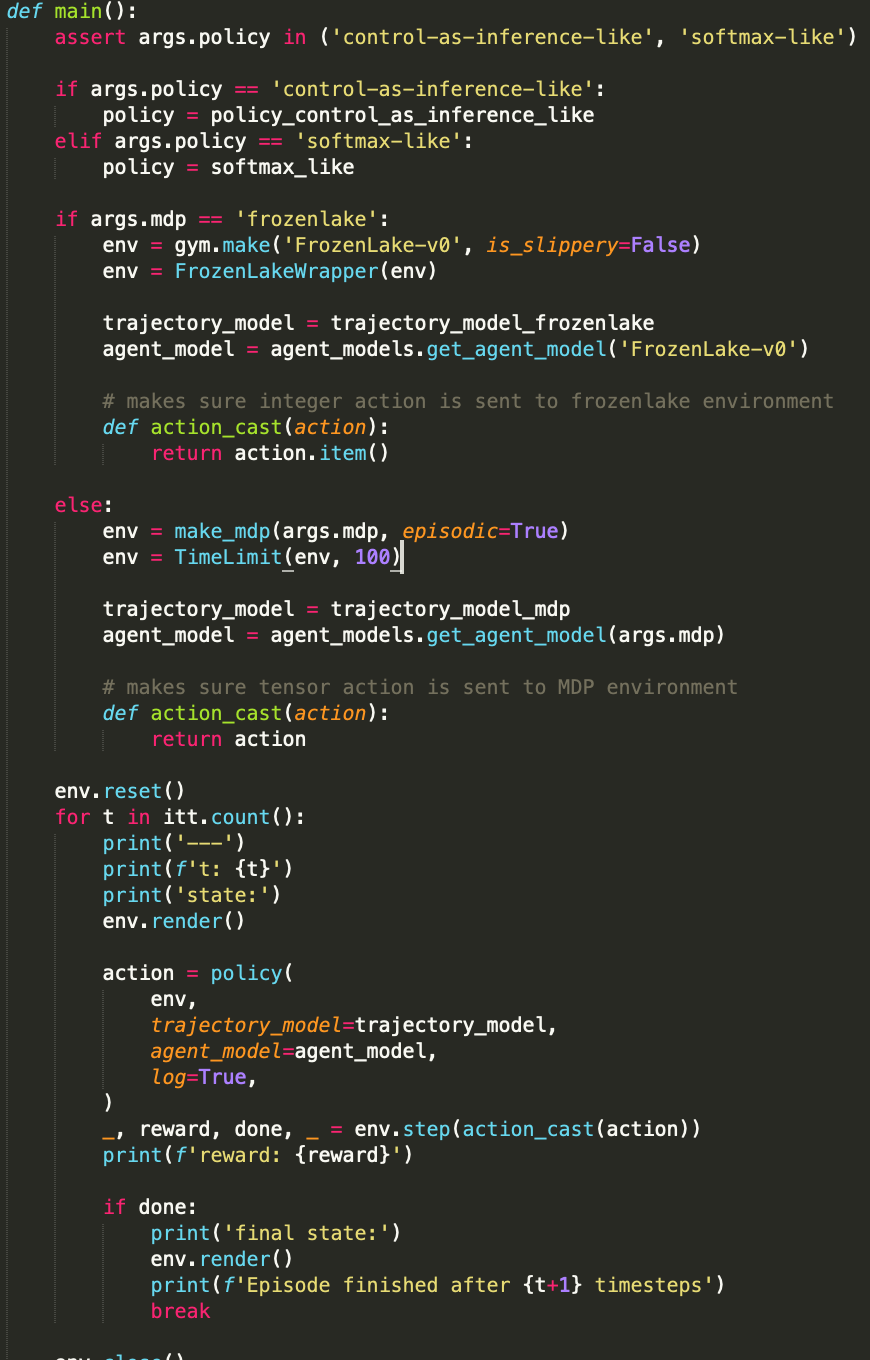 def main():
    assert args.policy in ('control-as-inference-like', 'softmax-like')

    if args.policy == 'control-as-inference-like':
        policy = policy_control_as_inference_like
    elif args.policy == 'softmax-like':
        policy = softmax_like

    if args.mdp == 'frozenlake':
        env = gym.make('FrozenLake-v0', is_slippery=False)
        env = FrozenLakeWrapper(env)

        trajectory_model = trajectory_model_frozenlake
        agent_model = agent_models.get_agent_model('FrozenLake-v0')

        # makes sure integer action is sent to frozenlake environment
        def action_cast(action):
            return action.item()

    else:
        env = make_mdp(args.mdp, episodic=True)
        env = TimeLimit(env, 100)

        trajectory_model = trajectory_model_mdp
        agent_model = agent_models.get_agent_model(args.mdp)

        # makes sure tensor action is sent to MDP environment
        def action_cast(action):
            return action

    env.reset()
    for t in itt.count():
        print('---')
        print(f't: {t}')
        print('state:')
        env.render()

        action = policy(
            env,
            trajectory_model=trajectory_model,
            agent_model=agent_model,
            log=True,
        )
        _, reward, done, _ = env.step(action_cast(action))
        print(f'reward: {reward}')

        if done:
            print('final state:')
            env.render()
            print(f'Episode finished after {t+1} timesteps')
            break

    env.close()